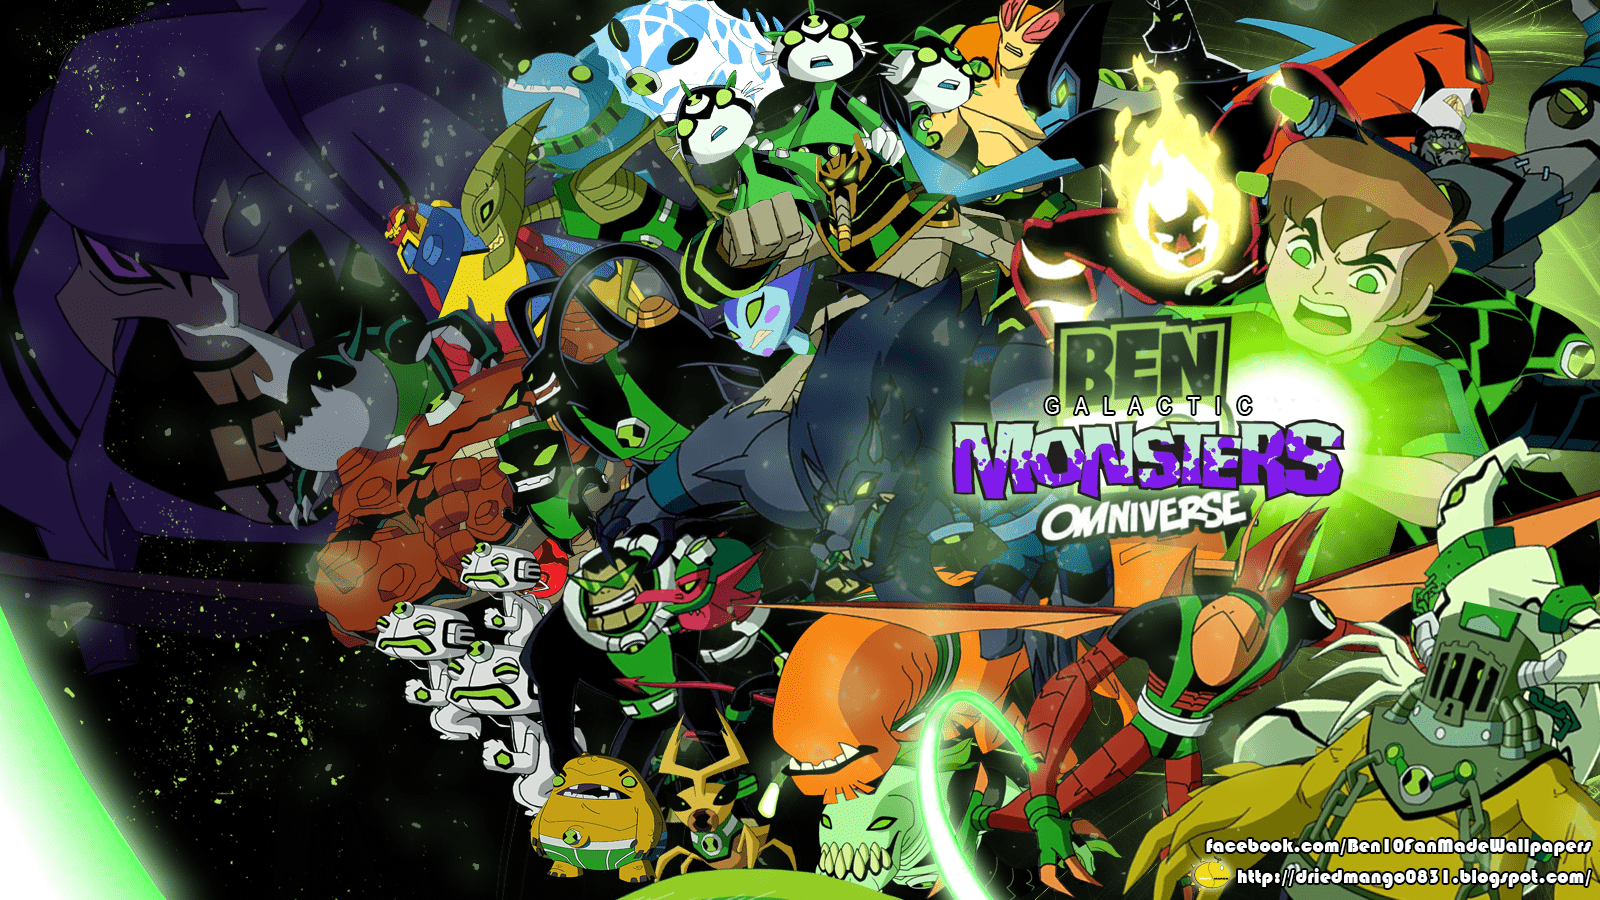 BEN
GALACTIC
MONSTERS
OMNIVERSE
facebook.com/Ben10FanMadeWallpapers
http://driedmango0831.blogspot.com/